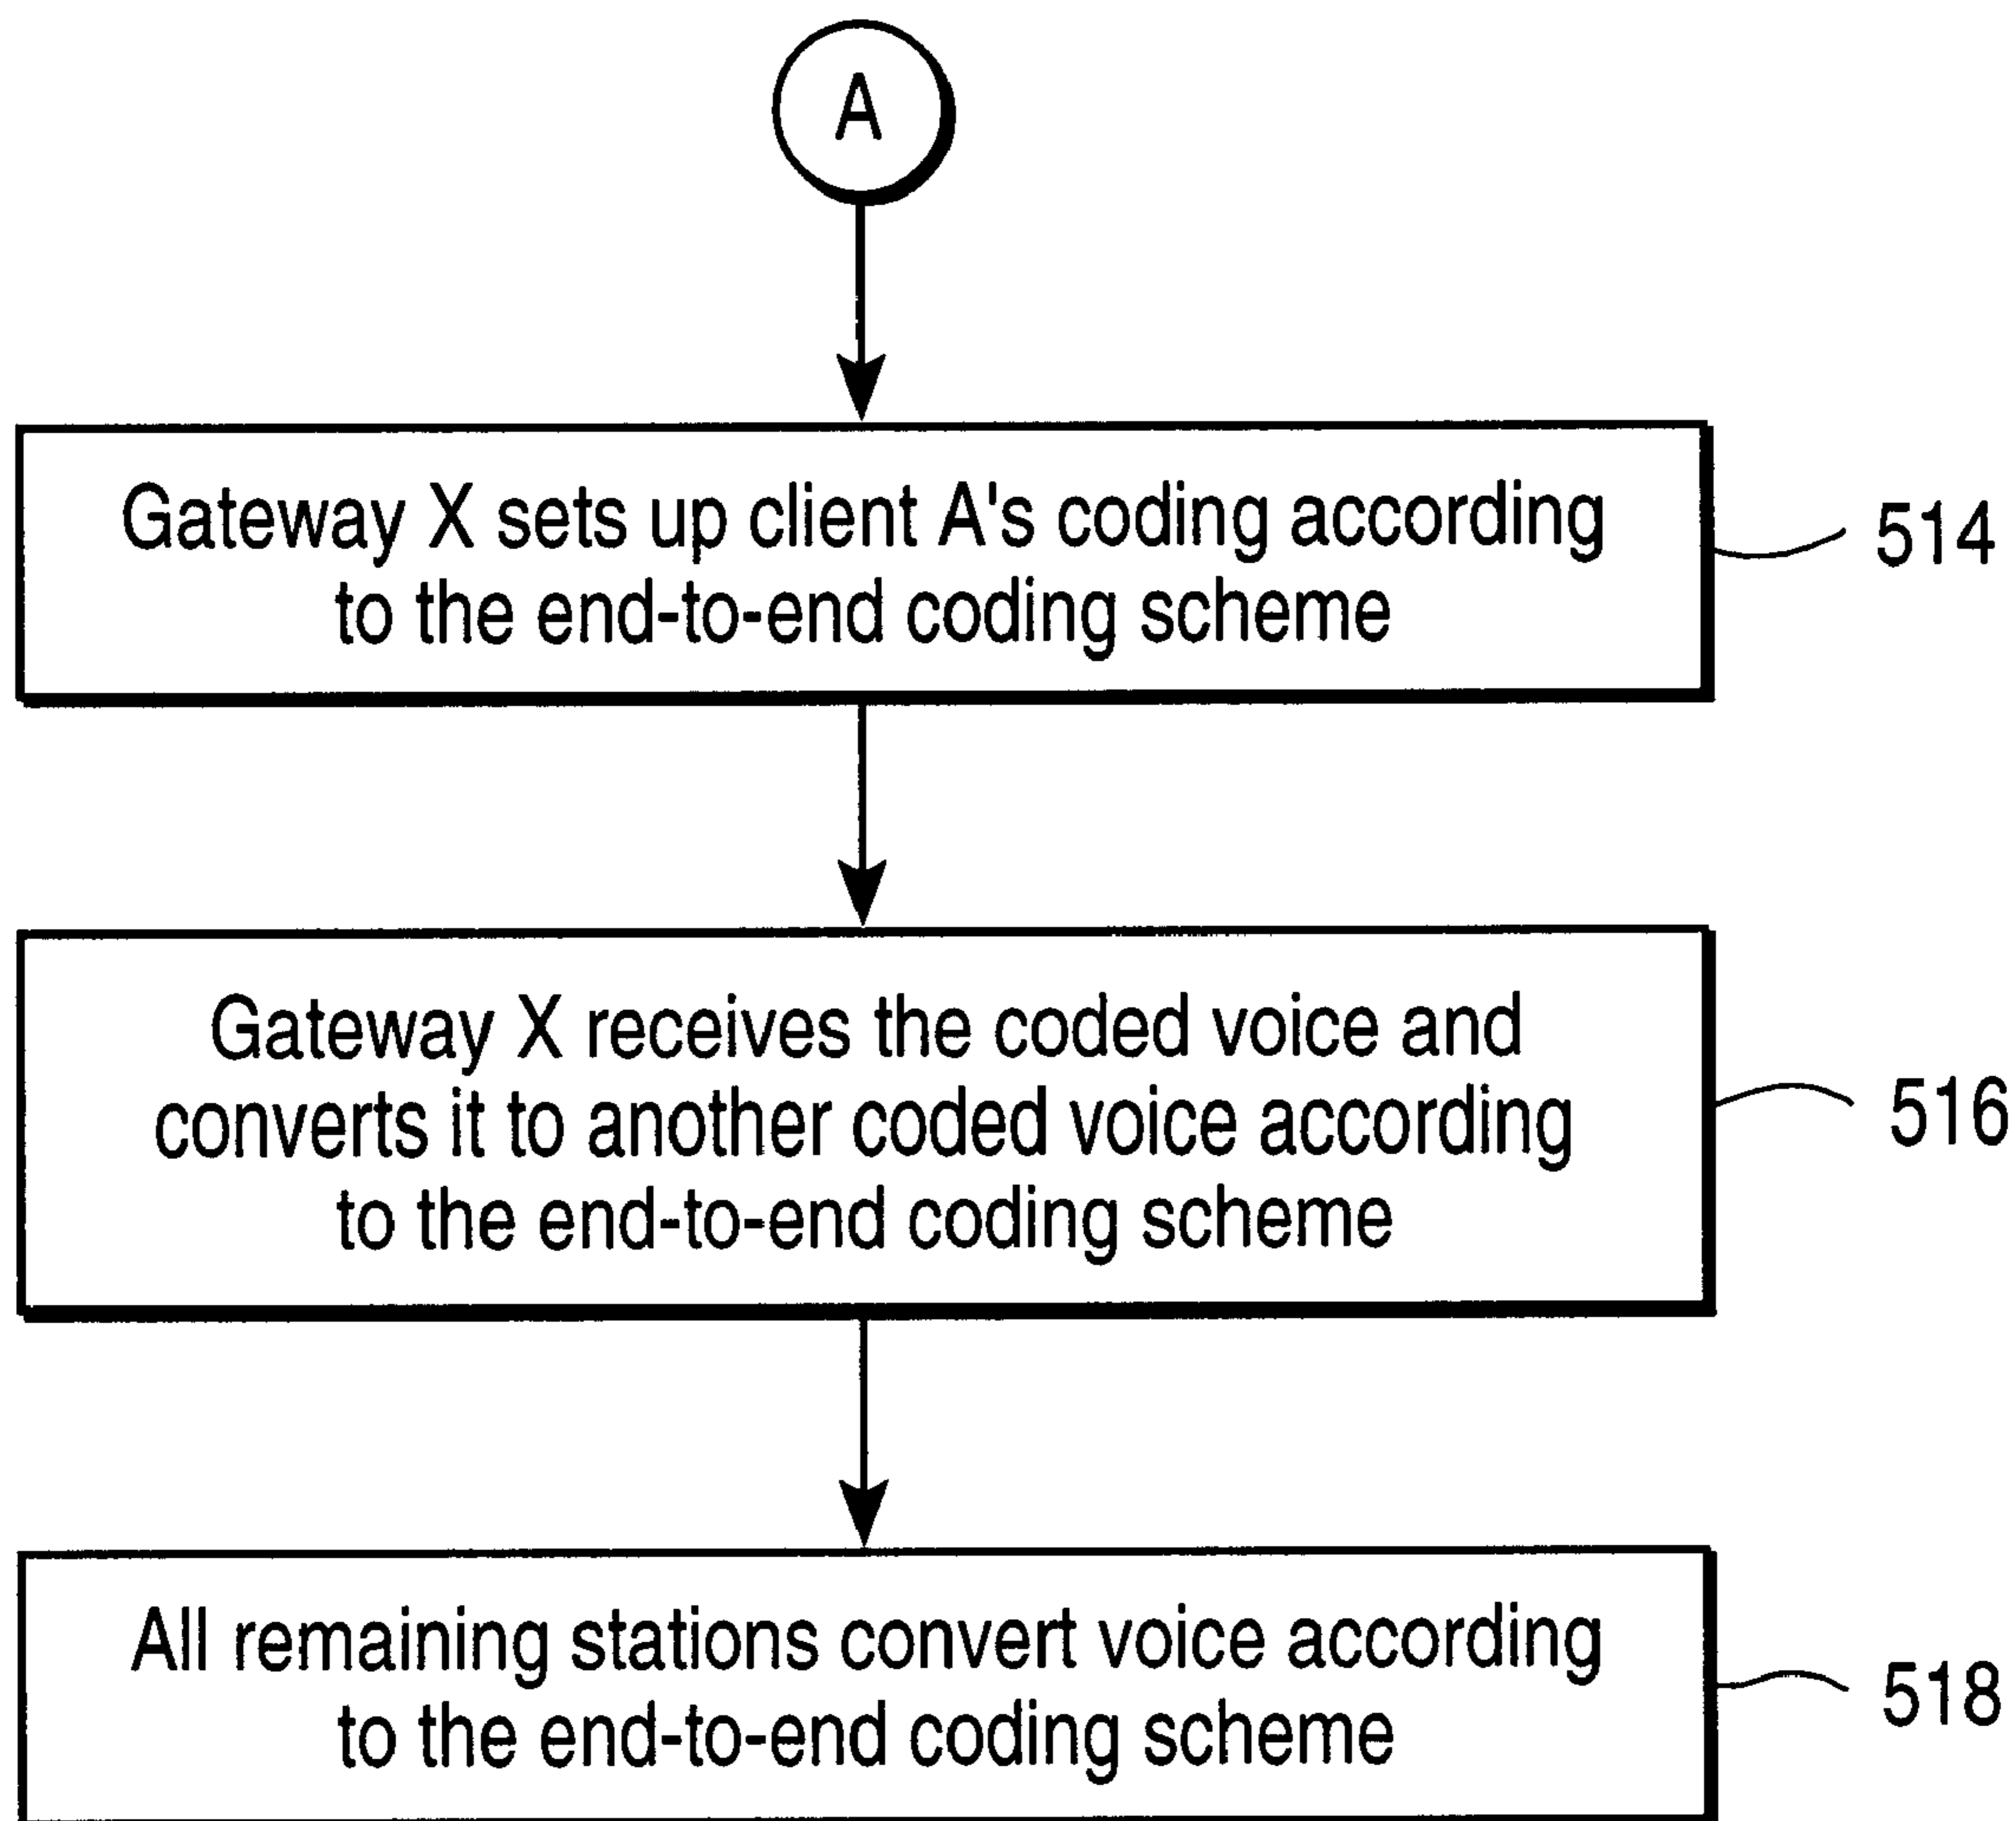 A
Gateway X sets up client A's coding according
to the end-to-end coding scheme
514
Gateway X receives the coded voice and
converts it to another coded voice according
to the end-to-end coding scheme
516
All remaining stations convert voice according
to the end-to-end coding scheme
518